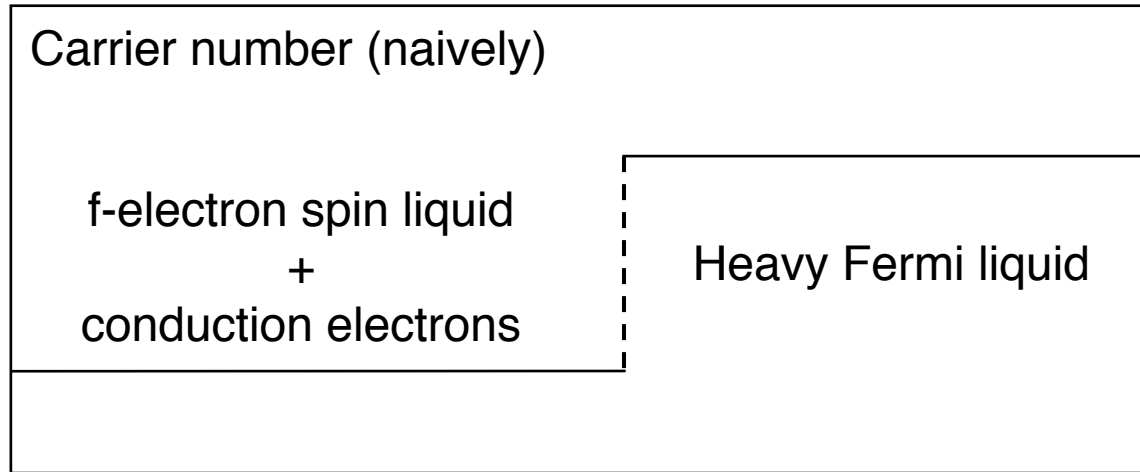 Carrier number (naively)
f-electron spin liquid
+
conduction electrons
Heavy Fermi liquid